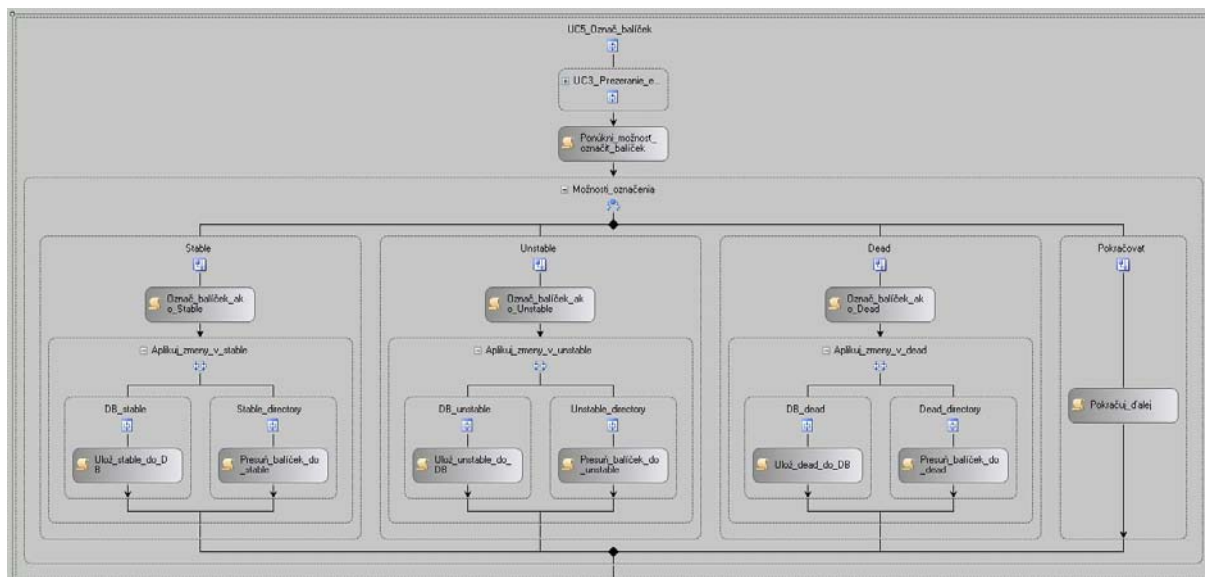 UC5_Označ_balíček
UC3_Prezeranie_e...
Ponúkni_možnosť_
označiť_balíček
Možnosti_označenia
Stable
Unstable
Dead
Pokračovať
Označ_balíček_ak
o_Stable
Označ_balíček_ak
o_Unstable
Označ_balíček_ak
o_Dead
Aplikuj_zmeny_v_stable
Aplikuj_zmeny_v_unstable
Aplikuj_zmeny_v_dead
DB_stable
Stable_directory
DB_unstable
Unstable_directory
DB_dead
Dead_directory
Pokračuj_ďalej
Ulož_stable_do_D
B
Presuň_balíček_do
_stable
Ulož_unstable_do_
DB
Presuň_balíček_do
_unstable
Ulož_dead_do_DB
Presuň_balíček_do
_dead